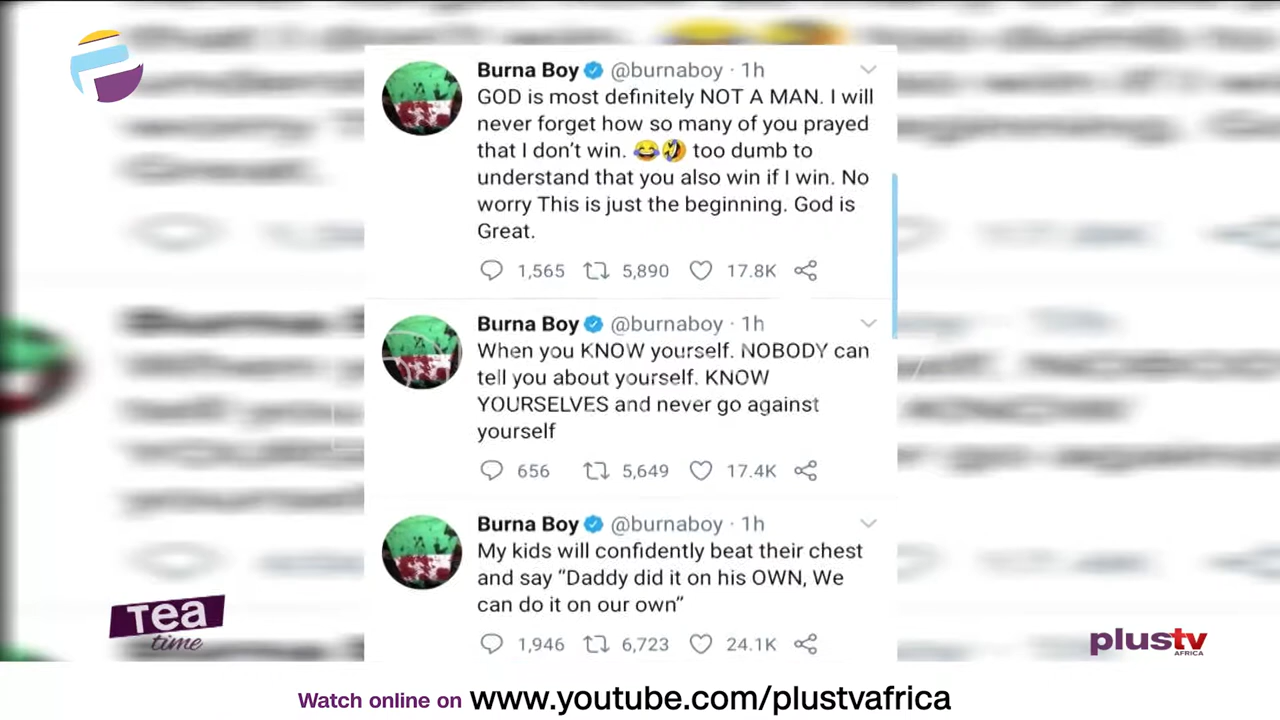 Burna Boy @burnaboy · 1h
GOD is most definitely NOT A MAN. I will
never forget how so many of you prayed
that I don't win. 😂🤣 too dumb to
understand that you also win if I win. No
worry This is just the beginning. God is
Great.
1,565 5,890 17.8K
Burna Boy @burnaboy · 1h
When you KNOW yourself. NOBODY can
tell you about yourself. KNOW
YOURSELVES and never go against
yourself
656 5,649 17.4K
Burna Boy @burnaboy · 1h
My kids will confidently beat their chest
and say "Daddy did it on his OWN, We
can do it on our own"
1,946 6,723 24.1K
Tea
time
plustv
AFRICA
Watch online on www.youtube.com/plustvafrica